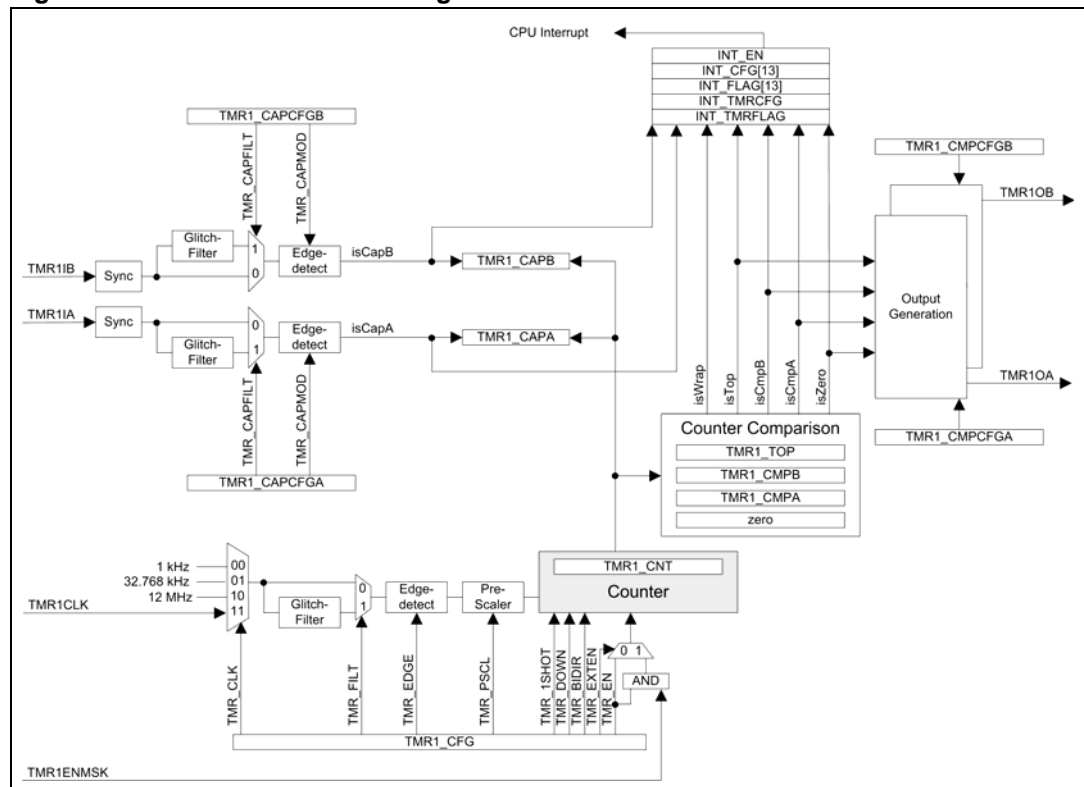 CPU Interrupt
INT_EN
INT_CFG[13]
INT_FLAG[13]
INT_TMRCFG
INT_TMRFLAG
TMR1_CAPCFGB
TMR_CAPFILT
TMR_CAPMOD
TMR1_CMPCFGB
TMR1OB
Glitch-
Filter
1
0
Edge-
detect
isCapB
TMR1_CAPB
TMR1IB
Sync
TMR1IA
Sync
Glitch-
Filter
0
1
Edge-
detect
isCapA
TMR1_CAPA
Output
Generation
TMR1OA
TMR_CAPFILT
TMR_CAPMOD
TMR1_CAPCFGA
isWrap
isTop
isCmpB
isCmpA
isZero
TMR1_CMPCFGA
Counter Comparison
TMR1_TOP
TMR1_CMPB
TMR1_CMPA
zero
1 kHz
32.768 kHz
12 MHz
TMR1CLK
00
01
10
11
Glitch-
Filter
0
1
Edge-
detect
Pre-
Scaler
TMR1_CNT
Counter
0 1
AND
TMR_CLK
TMR_FILT
TMR_EDGE
TMR_PSCL
TMR_1SHOT
TMR_DOWN
TMR_BIDIR
TMR_EXTEN
TMR_EN
TMR1_CFG
TMR1ENMSK